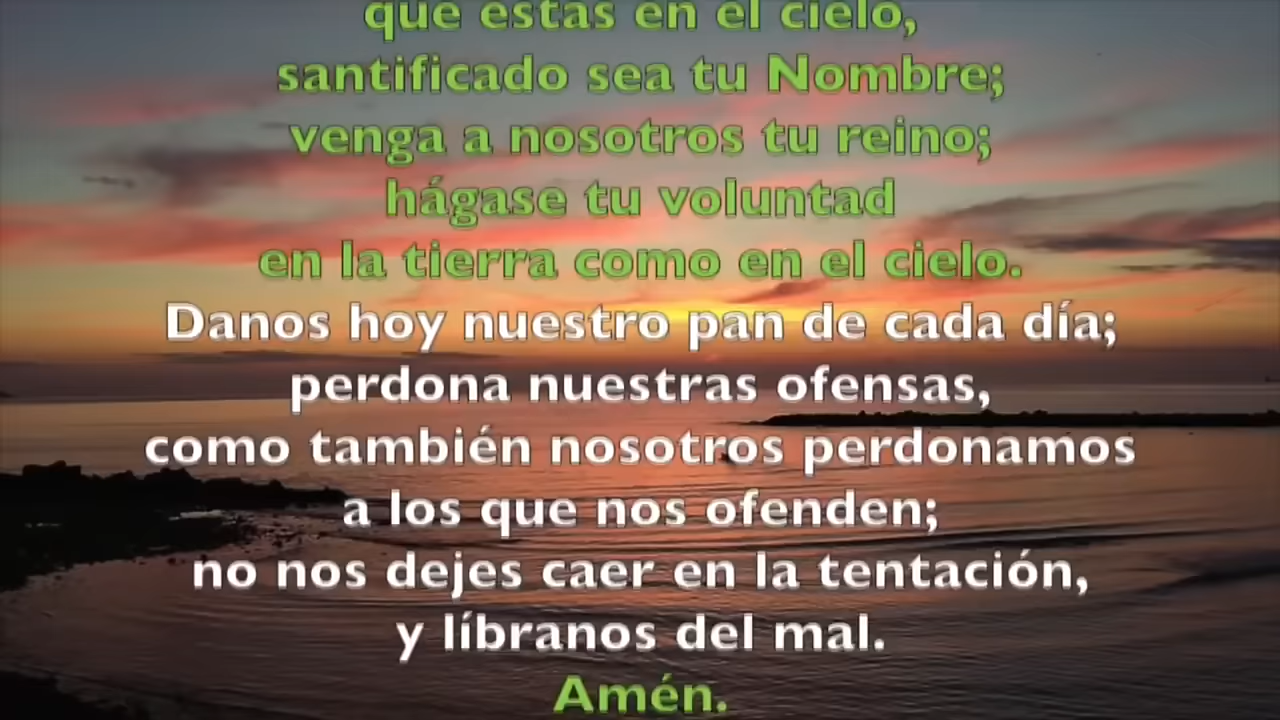 que estás en el cielo,
santificado sea tu Nombre;
venga a nosotros tu reino;
hágase tu voluntad
en la tierra como en el cielo.
Danos hoy nuestro pan de cada día;
perdona nuestras ofensas,
como también nosotros perdonamos
a los que nos ofenden;
no nos dejes caer en la tentación,
y líbranos del mal.
Amén.